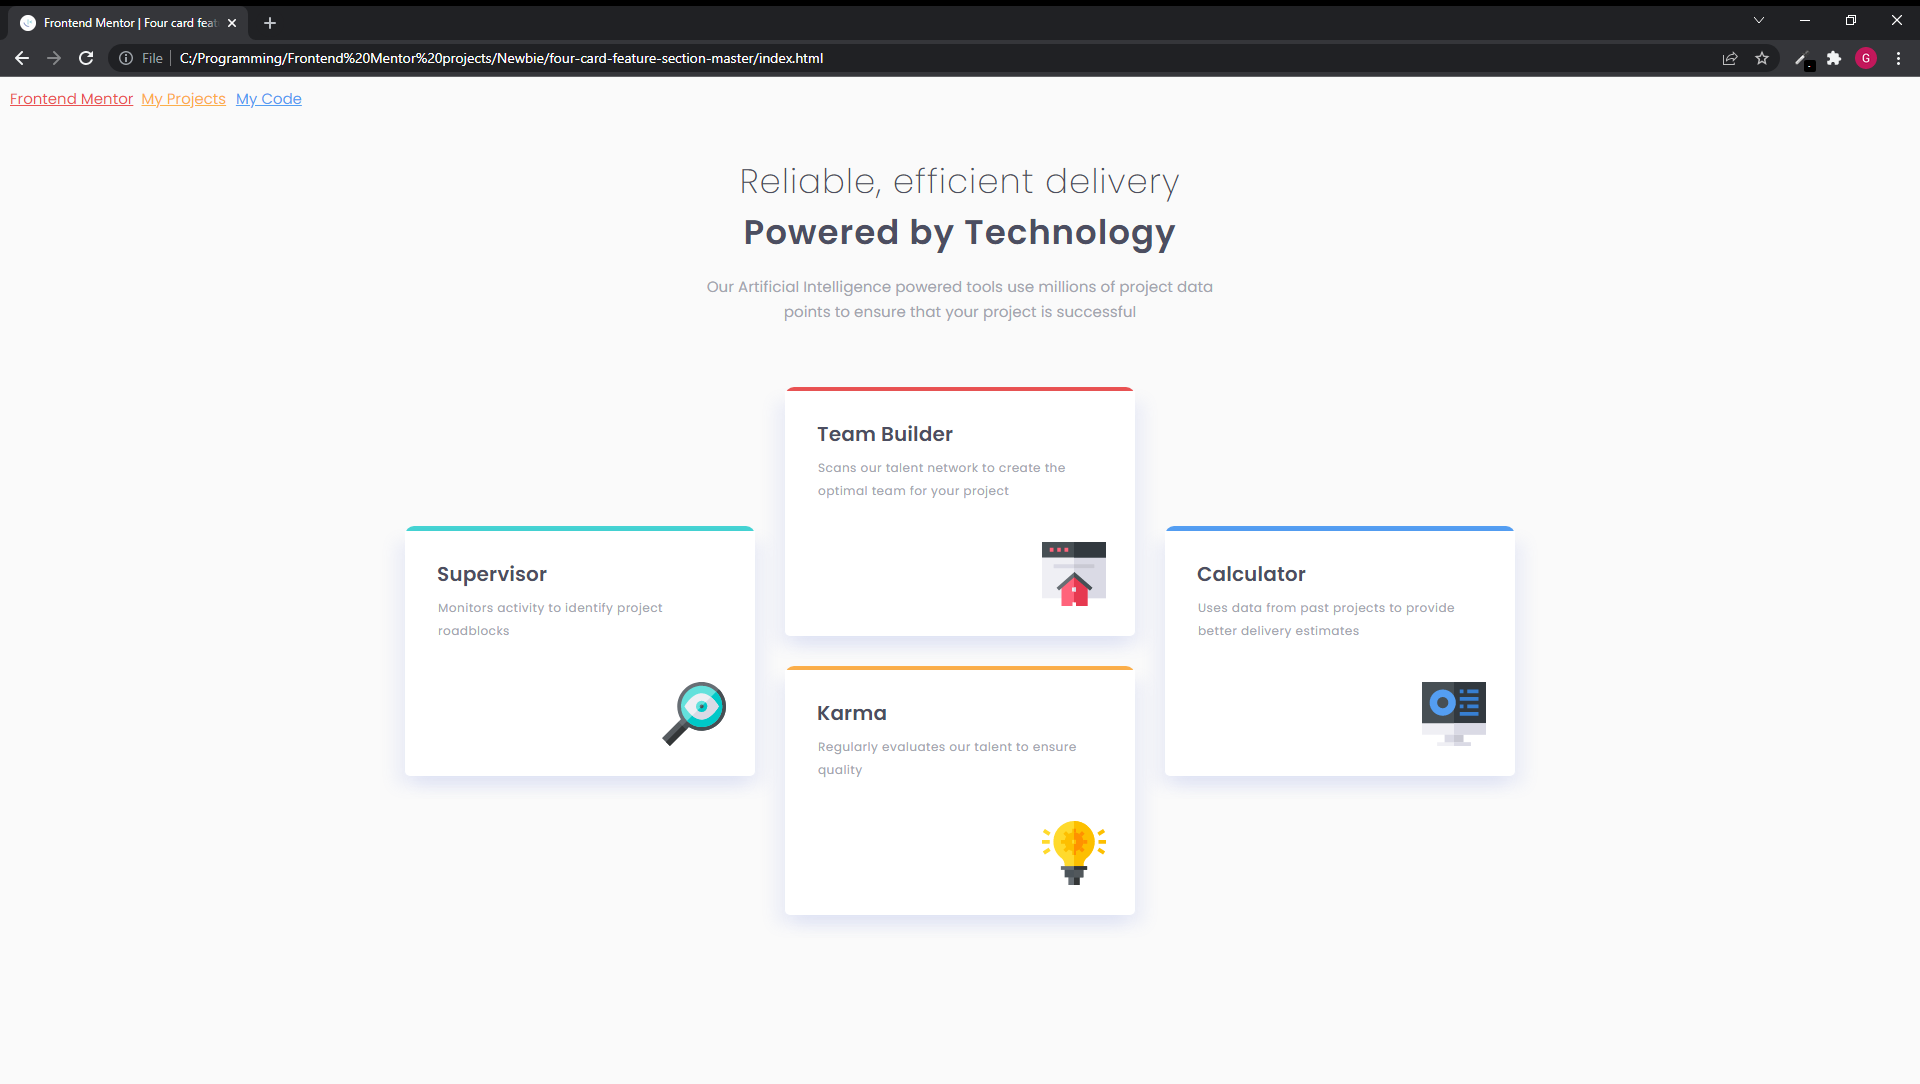 Frontend Mentor | Four card feat
File
C:/Programming/Frontend%20Mentor%20projects/Newbie/four-card-feature-section-master/index.html
G
Frontend Mentor My Projects My Code
Reliable, efficient delivery
Powered by Technology
Our Artificial Intelligence powered tools use millions of project data
points to ensure that your project is successful
Team Builder
Scans our talent network to create the
optimal team for your project
Supervisor
Monitors activity to identify project
roadblocks
Calculator
Uses data from past projects to provide
better delivery estimates
Karma
Regularly evaluates our talent to ensure
quality